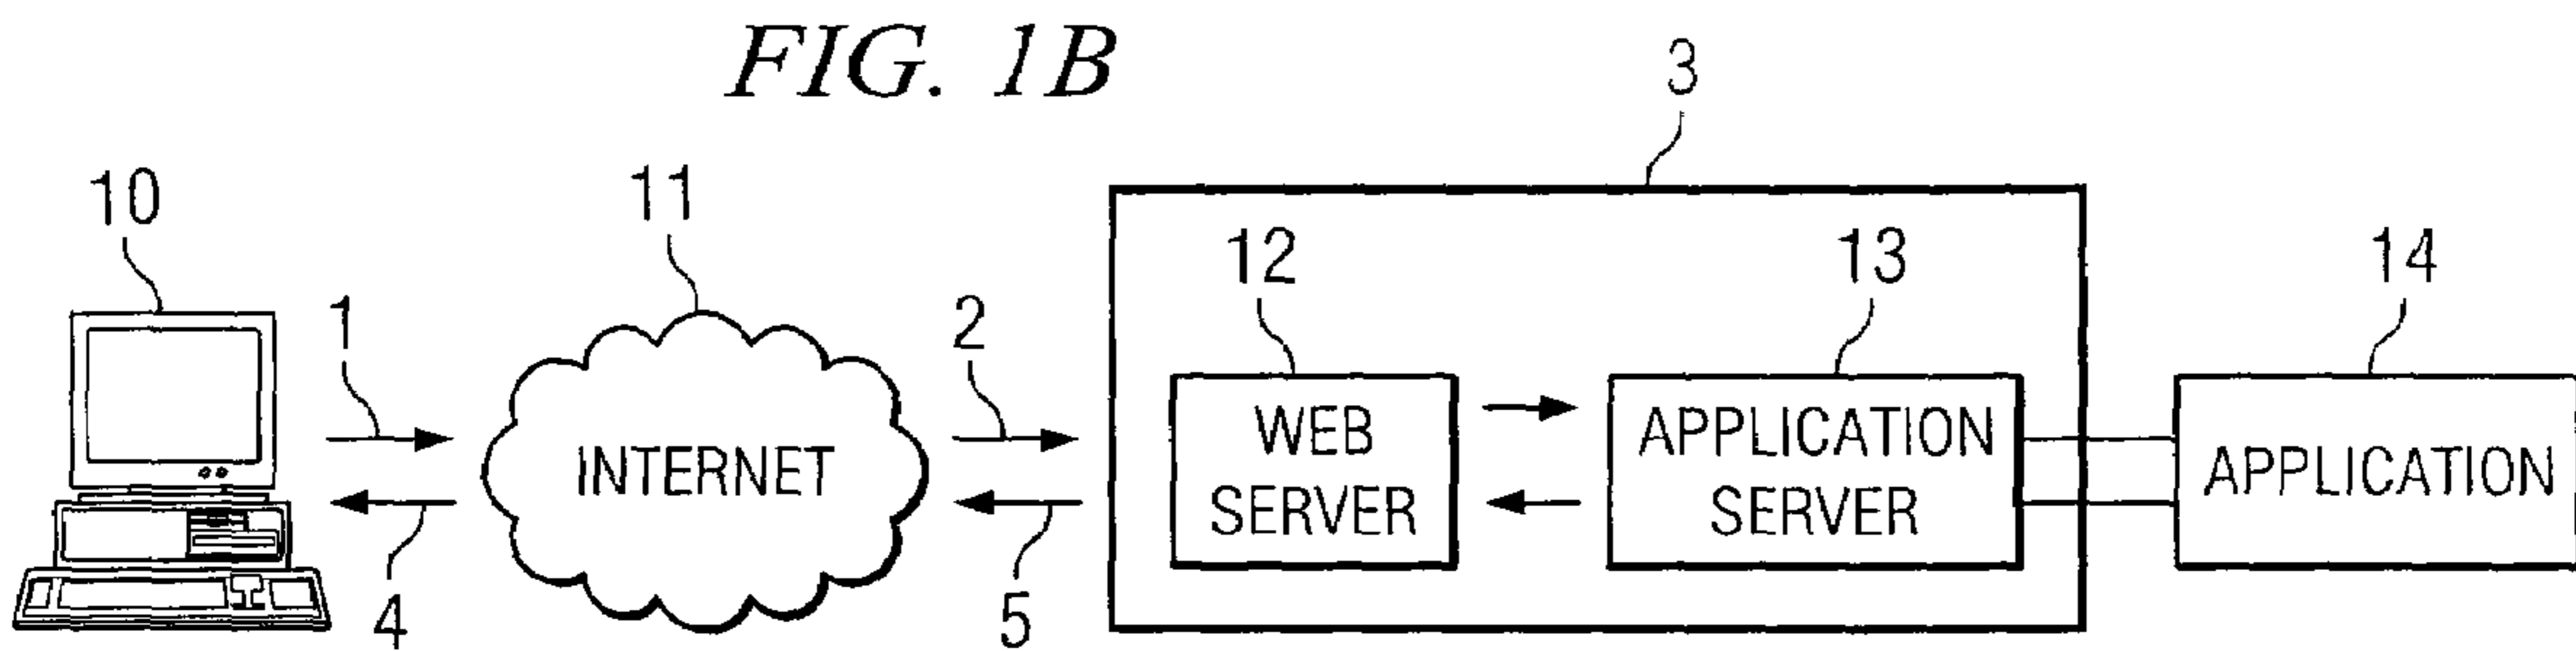 FIG. 1B
3
10
11
12
13
14
1
2
INTERNET
WEB
SERVER
APPLICATION
SERVER
APPLICATION
4
5